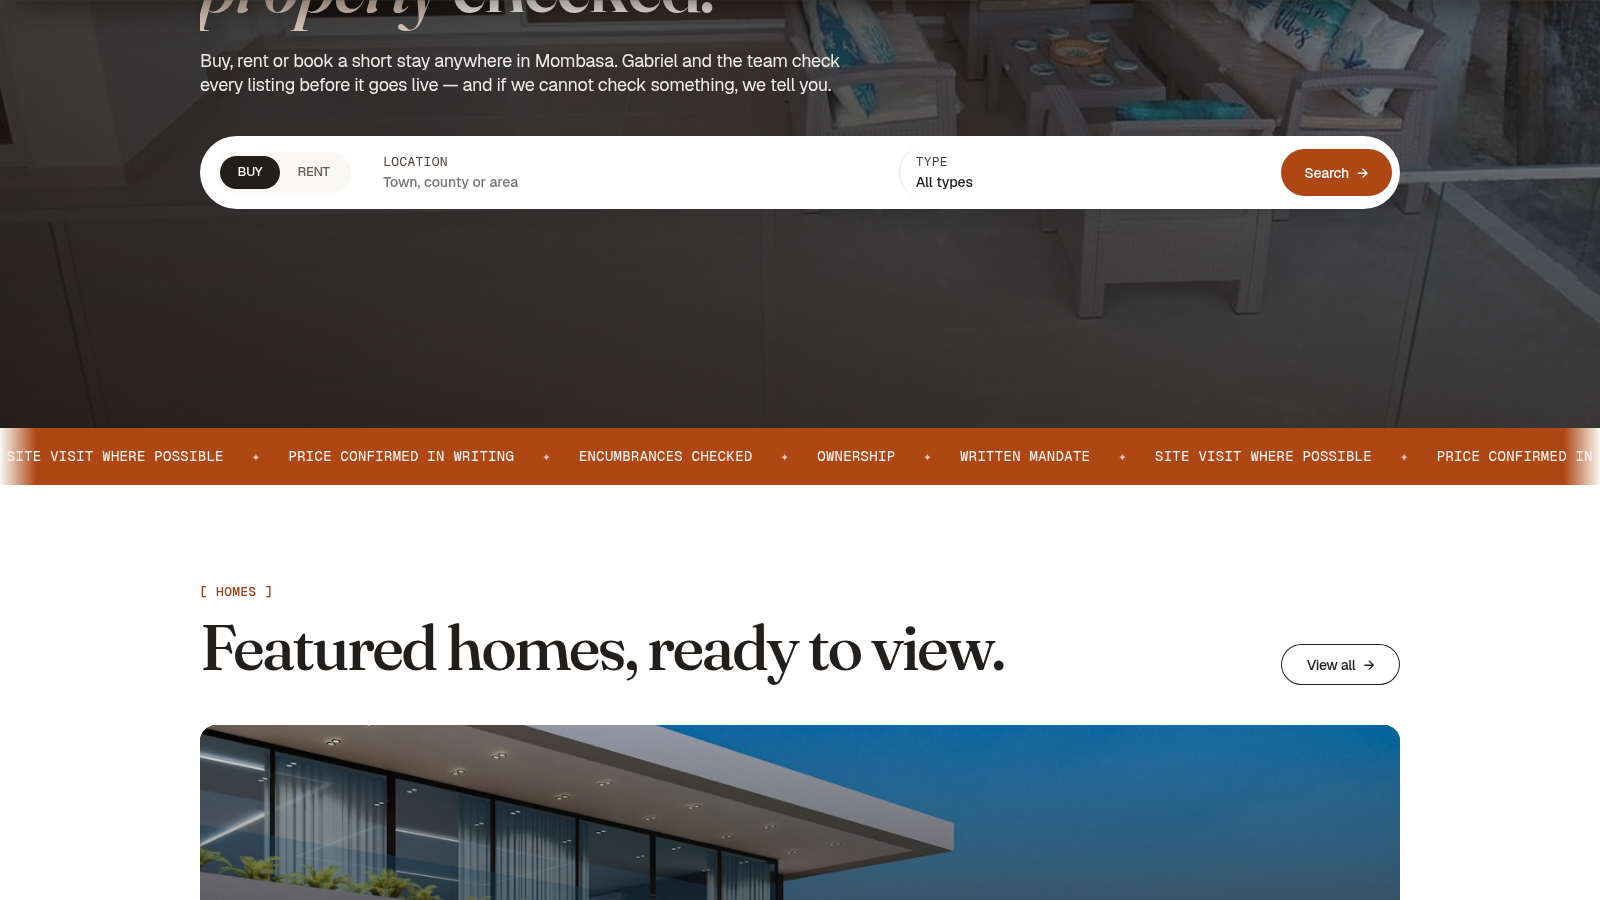 property checked.
Buy, rent or book a short stay anywhere in Mombasa. Gabriel and the team check
every listing before it goes live — and if we cannot check something, we tell you.
BUY
RENT
LOCATION
Town, county or area
TYPE
All types
Search →
SITE VISIT WHERE POSSIBLE ✦ PRICE CONFIRMED IN WRITING ✦ ENCUMBRANCES CHECKED ✦ OWNERSHIP ✦ WRITTEN MANDATE ✦ SITE VISIT WHERE POSSIBLE ✦ PRICE CONFIRMED IN
[ HOMES ]
Featured homes, ready to view.
View all →